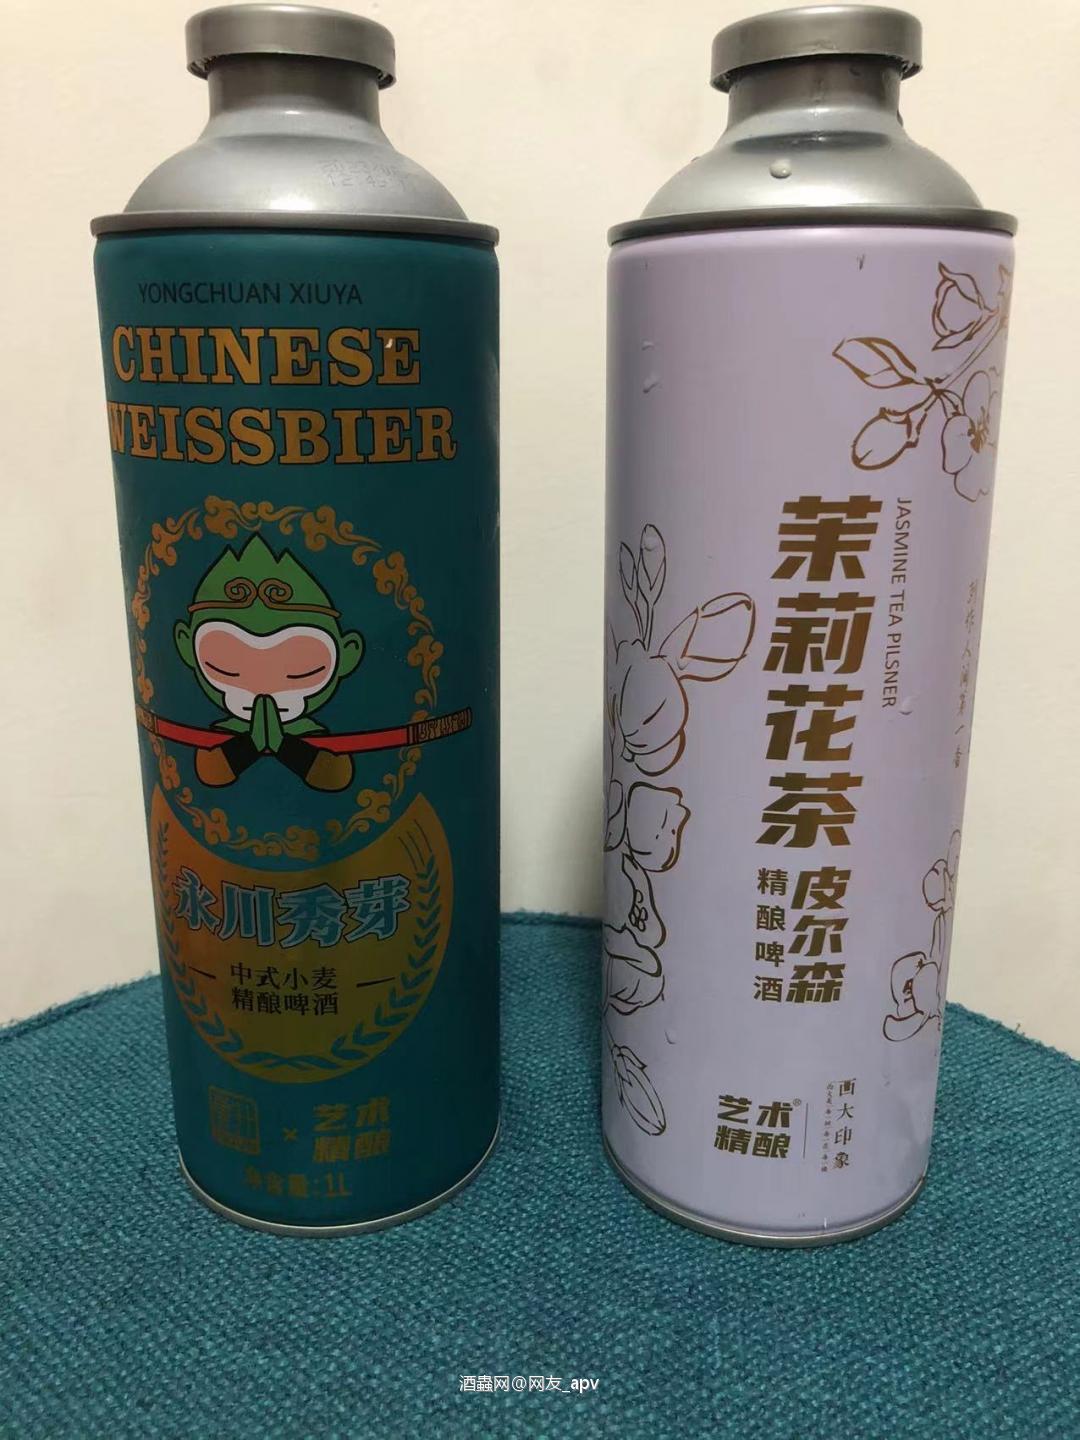 YONGCHUAN XIUYA
CHINESE
WEISSBIER
永川秀芽
中式小麦
精酿啤酒
×
艺术
精酿
净含量:1L
茉莉花茶
JASMINE TEA PILSNER
皮尔森
精酿啤酒
艺术®
精酿
西大印象
酒蟲网@网友_apv